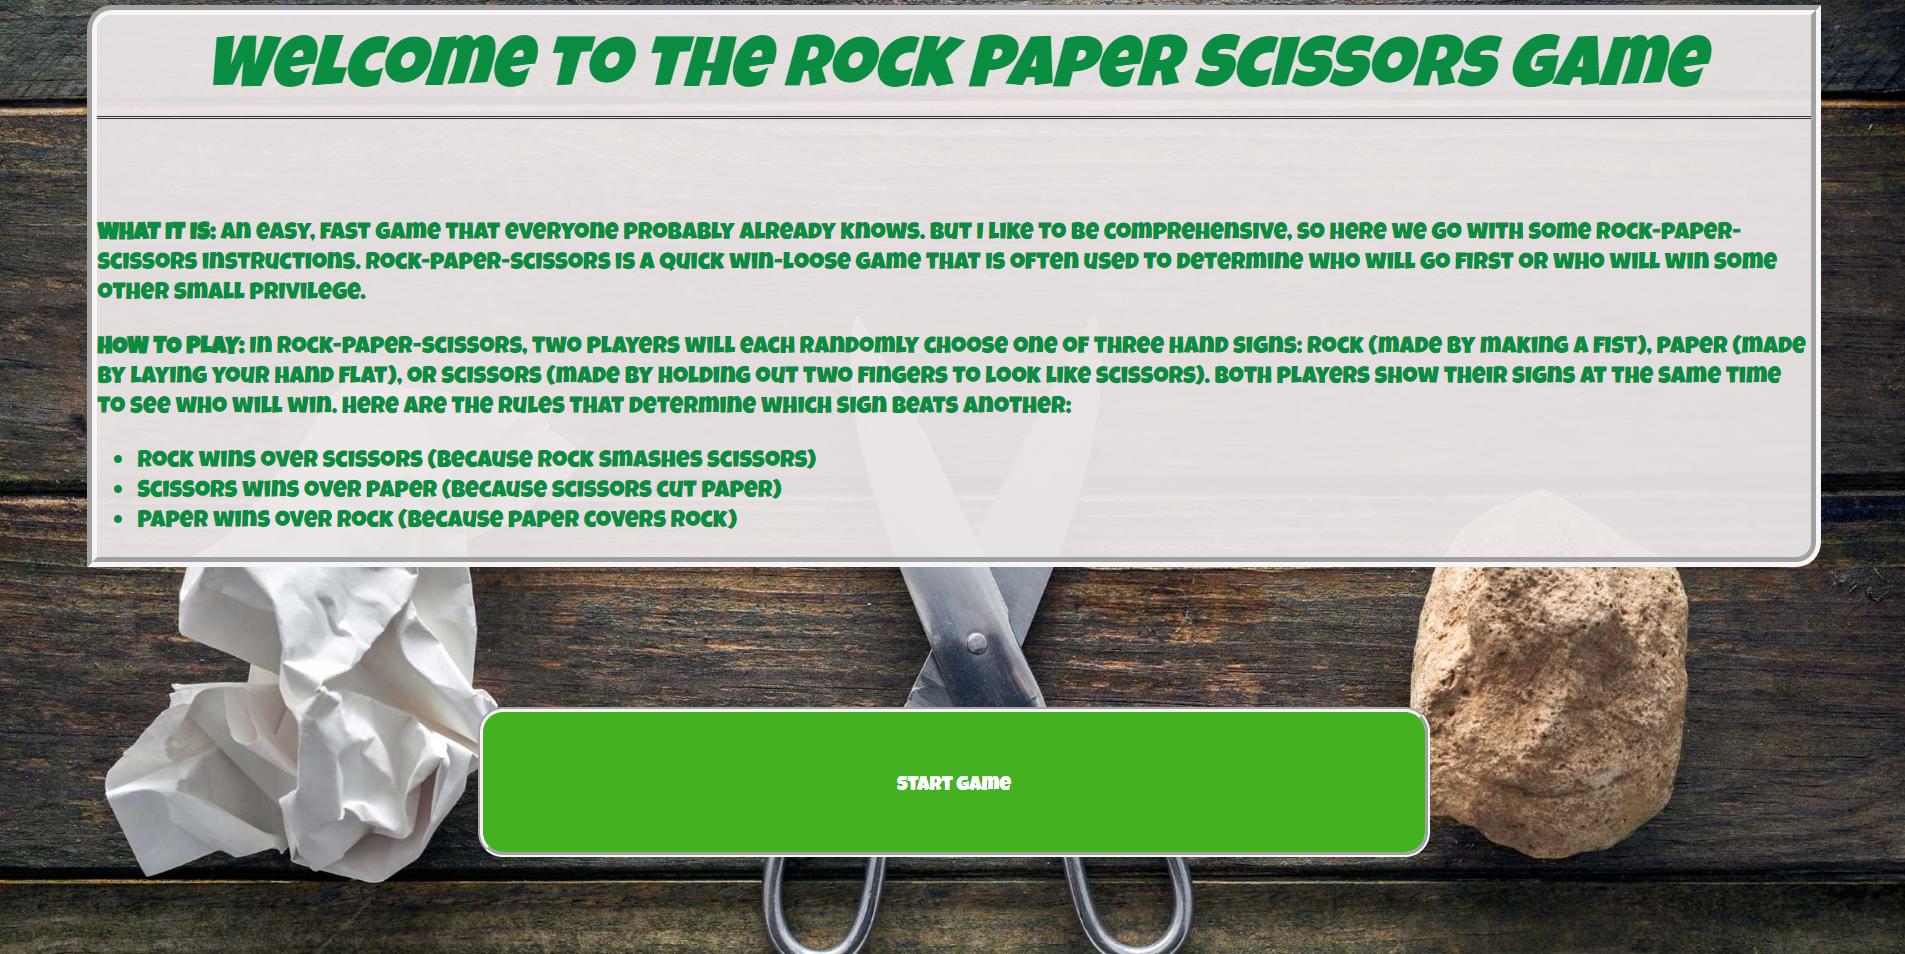 WELCOME TO THE ROCK PAPER SCISSORS GAME
WHAT IT IS: AN EASY, FAST GAME THAT EVERYONE PROBABLY ALREADY KNOWS. BUT I LIKE TO BE COMPREHENSIVE, SO HERE WE GO WITH SOME ROCK-PAPER-
SCISSORS INSTRUCTIONS. ROCK-PAPER-SCISSORS IS A QUICK WIN-LOOSE GAME THAT IS OFTEN USED TO DETERMINE WHO WILL GO FIRST OR WHO WILL WIN SOME
OTHER SMALL PRIVILEGE.
HOW TO PLAY: IN ROCK-PAPER-SCISSORS, TWO PLAYERS WILL EACH RANDOMLY CHOOSE ONE OF THREE HAND SIGNS: ROCK (MADE BY MAKING A FIST), PAPER (MADE
BY LAYING YOUR HAND FLAT), OR SCISSORS (MADE BY HOLDING OUT TWO FINGERS TO LOOK LIKE SCISSORS). BOTH PLAYERS SHOW THEIR SIGNS AT THE SAME TIME
TO SEE WHO WILL WIN. HERE ARE THE RULES THAT DETERMINE WHICH SIGN BEATS ANOTHER:
• ROCK WINS OVER SCISSORS (BECAUSE ROCK SMASHES SCISSORS)
• SCISSORS WINS OVER PAPER (BECAUSE SCISSORS CUT PAPER)
• PAPER WINS OVER ROCK (BECAUSE PAPER COVERS ROCK)
START GAME